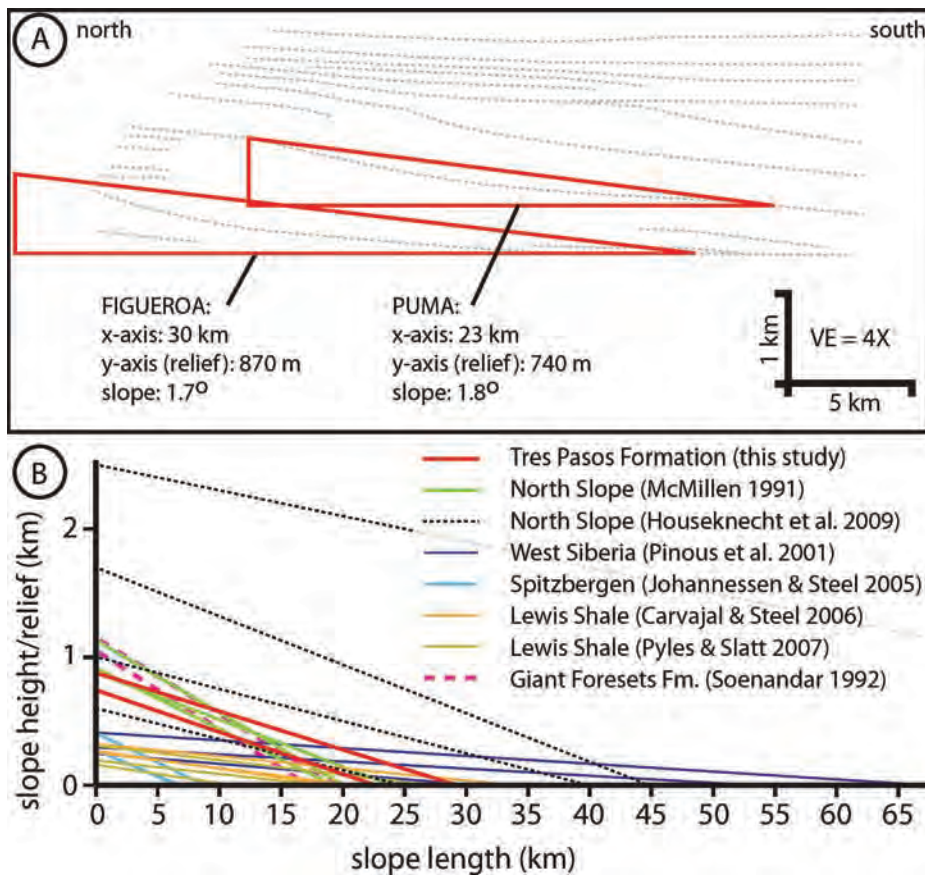 A
north
south
FIGUEROA:
x-axis: 30 km
y-axis (relief): 870 m
slope: 1.7º
PUMA:
x-axis: 23 km
y-axis (relief): 740 m
slope: 1.8º
1 km
VE = 4X
5 km
B
Tres Pasos Formation (this study)
North Slope (McMillen 1991)
North Slope (Houseknecht et al. 2009)
West Siberia (Pinous et al. 2001)
Spitzbergen (Johannessen & Steel 2005)
Lewis Shale (Carvajal & Steel 2006)
Lewis Shale (Pyles & Slatt 2007)
Giant Foresets Fm. (Soenandar 1992)
slope height/relief (km)
2
1
0
0 5 10 15 20 25 30 35 40 45 50 55 60 65
slope length (km)